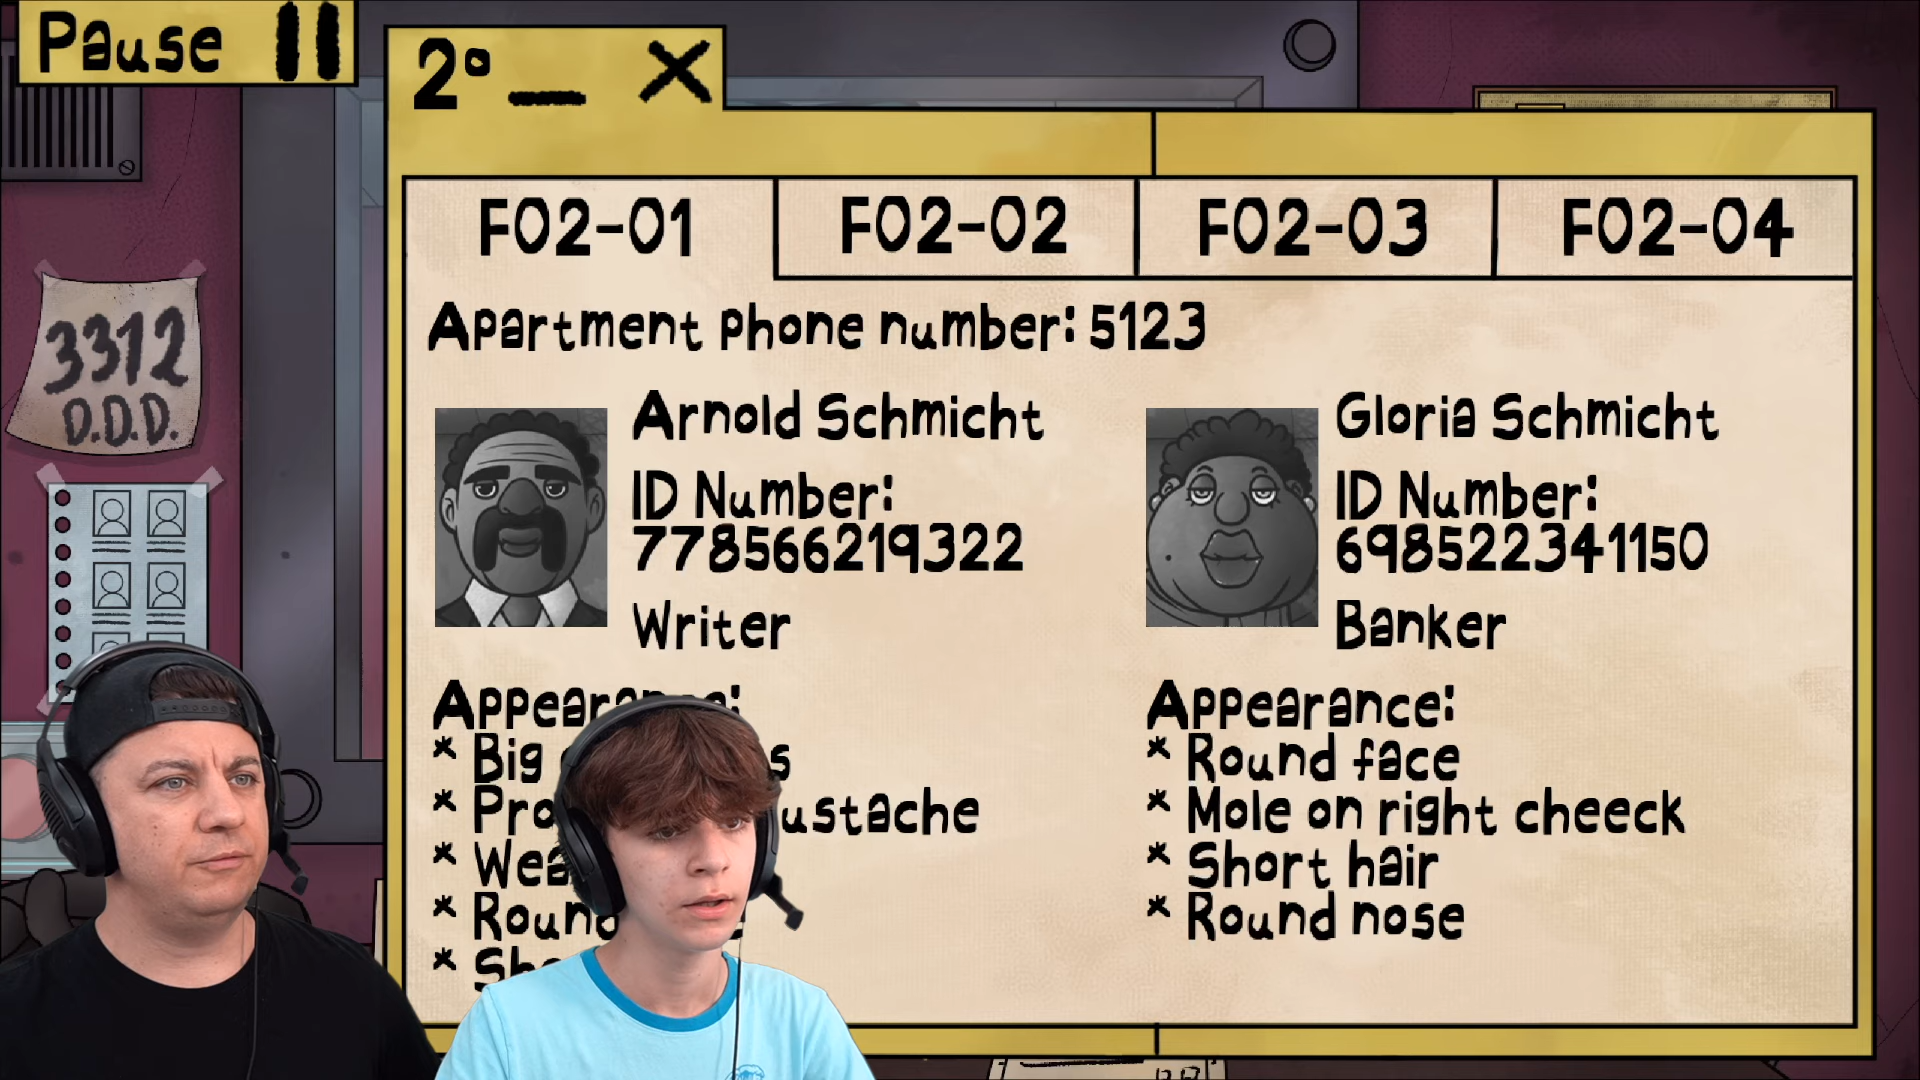 Pause
2º
F02-01 F02-02 F02-03 F02-04
3312
D.D.D.
Apartment phone number: 5123
Arnold Schmicht
ID Number:
778566219322
Writer
Gloria Schmicht
ID Number:
698522341150
Banker
Appearance:
* Big
*
*
* Round
*
Appearance:
* Round face
* Mole on right cheeck
* Short hair
* Round nose